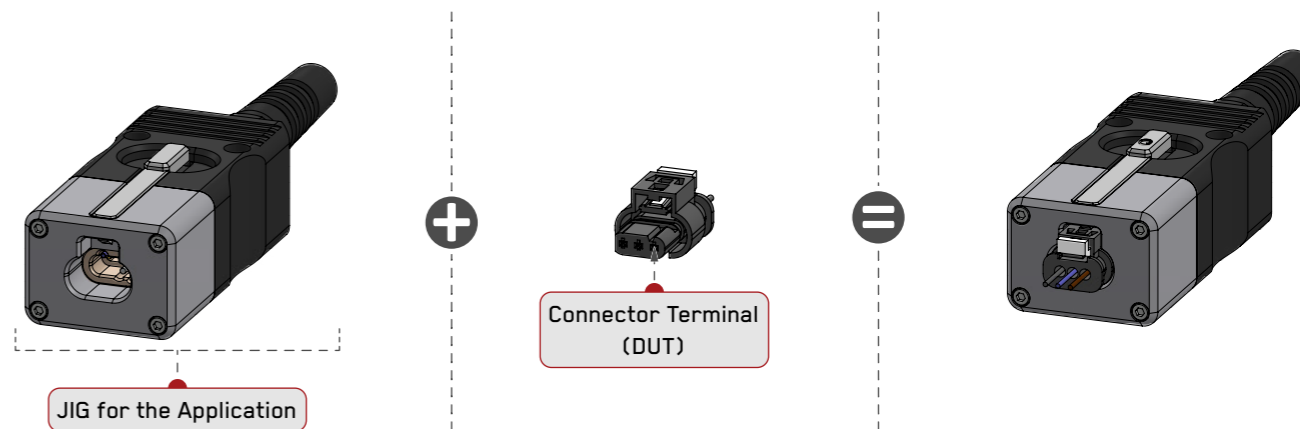 Connector Terminal
(DUT)
JIG for the Application